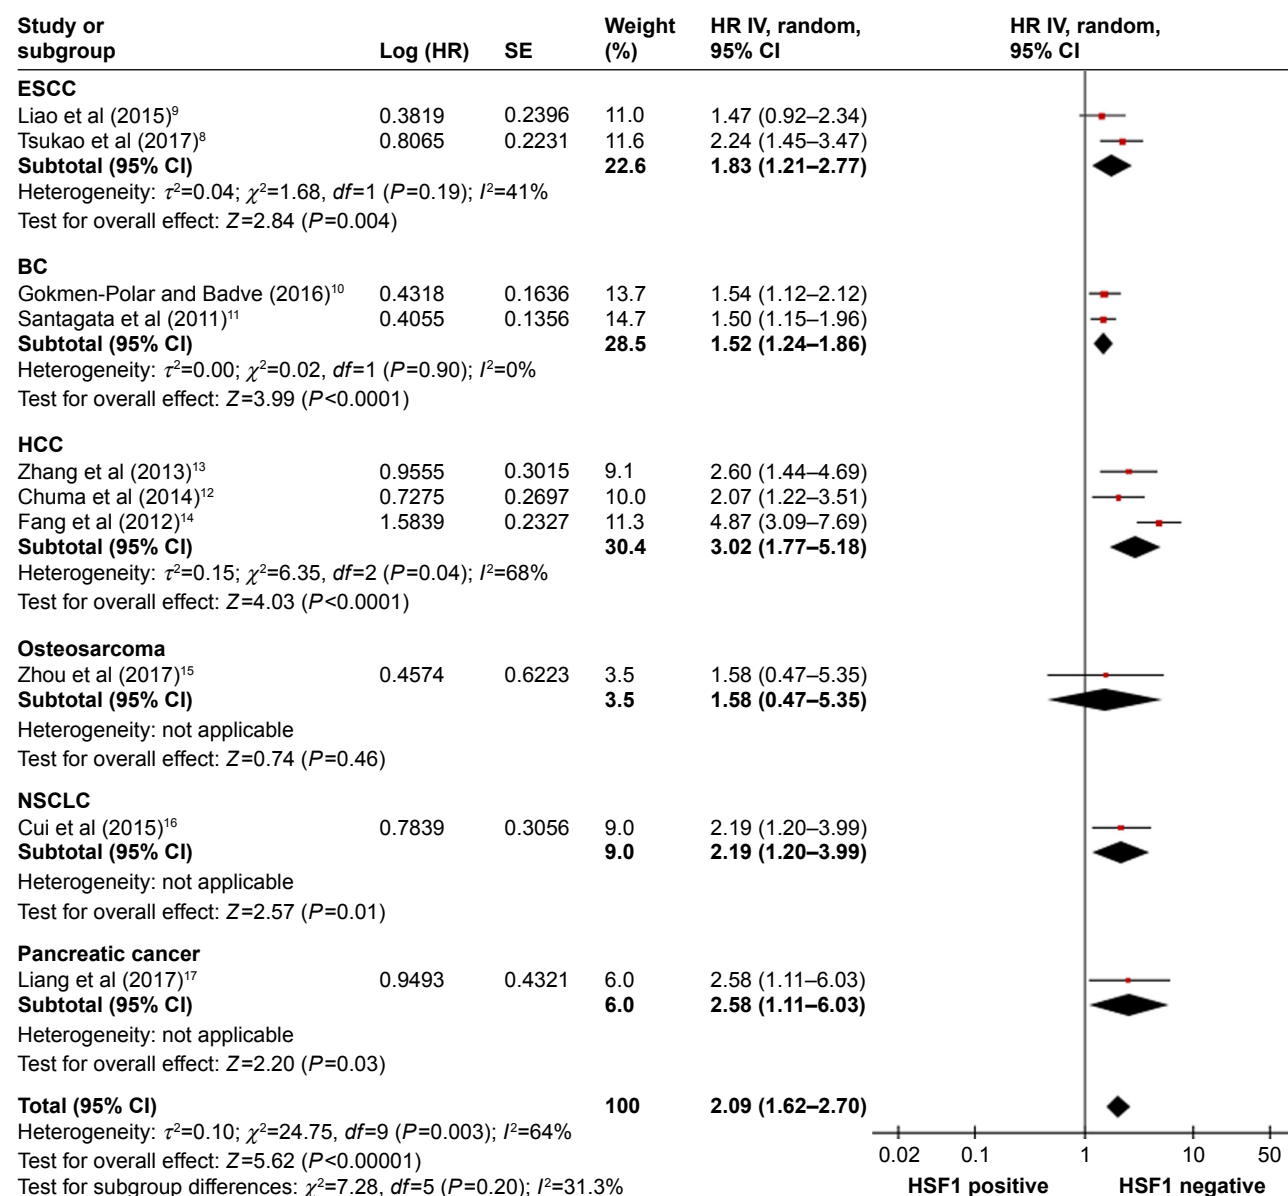 Study or subgroup Log (HR) SE Weight (%) HR IV, random, 95% CI HR IV, random, 95% CI
ESCC
Liao et al (2015)9 0.3819 0.2396 11.0 1.47 (0.92–2.34)
Tsukao et al (2017)8 0.8065 0.2231 11.6 2.24 (1.45–3.47)
Subtotal (95% CI) 22.6 1.83 (1.21–2.77)
Heterogeneity: τ²=0.04; χ²=1.68, df=1 (P=0.19); I²=41%
Test for overall effect: Z=2.84 (P=0.004)
BC
Gokmen-Polar and Badve (2016)10 0.4318 0.1636 13.7 1.54 (1.12–2.12)
Santagata et al (2011)11 0.4055 0.1356 14.7 1.50 (1.15–1.96)
Subtotal (95% CI) 28.5 1.52 (1.24–1.86)
Heterogeneity: τ²=0.00; χ²=0.02, df=1 (P=0.90); I²=0%
Test for overall effect: Z=3.99 (P<0.0001)
HCC
Zhang et al (2013)13 0.9555 0.3015 9.1 2.60 (1.44–4.69)
Chuma et al (2014)12 0.7275 0.2697 10.0 2.07 (1.22–3.51)
Fang et al (2012)14 1.5839 0.2327 11.3 4.87 (3.09–7.69)
Subtotal (95% CI) 30.4 3.02 (1.77–5.18)
Heterogeneity: τ²=0.15; χ²=6.35, df=2 (P=0.04); I²=68%
Test for overall effect: Z=4.03 (P<0.0001)
Osteosarcoma
Zhou et al (2017)15 0.4574 0.6223 3.5 1.58 (0.47–5.35)
Subtotal (95% CI) 3.5 1.58 (0.47–5.35)
Heterogeneity: not applicable
Test for overall effect: Z=0.74 (P=0.46)
NSCLC
Cui et al (2015)16 0.7839 0.3056 9.0 2.19 (1.20–3.99)
Subtotal (95% CI) 9.0 2.19 (1.20–3.99)
Heterogeneity: not applicable
Test for overall effect: Z=2.57 (P=0.01)
Pancreatic cancer
Liang et al (2017)17 0.9493 0.4321 6.0 2.58 (1.11–6.03)
Subtotal (95% CI) 6.0 2.58 (1.11–6.03)
Heterogeneity: not applicable
Test for overall effect: Z=2.20 (P=0.03)
Total (95% CI) 100 2.09 (1.62–2.70)
Heterogeneity: τ²=0.10; χ²=24.75, df=9 (P=0.003); I²=64%
Test for overall effect: Z=5.62 (P<0.00001)
Test for subgroup differences: χ²=7.28, df=5 (P=0.20); I²=31.3%
0.02 0.1 1 10 50
HSF1 positive HSF1 negative